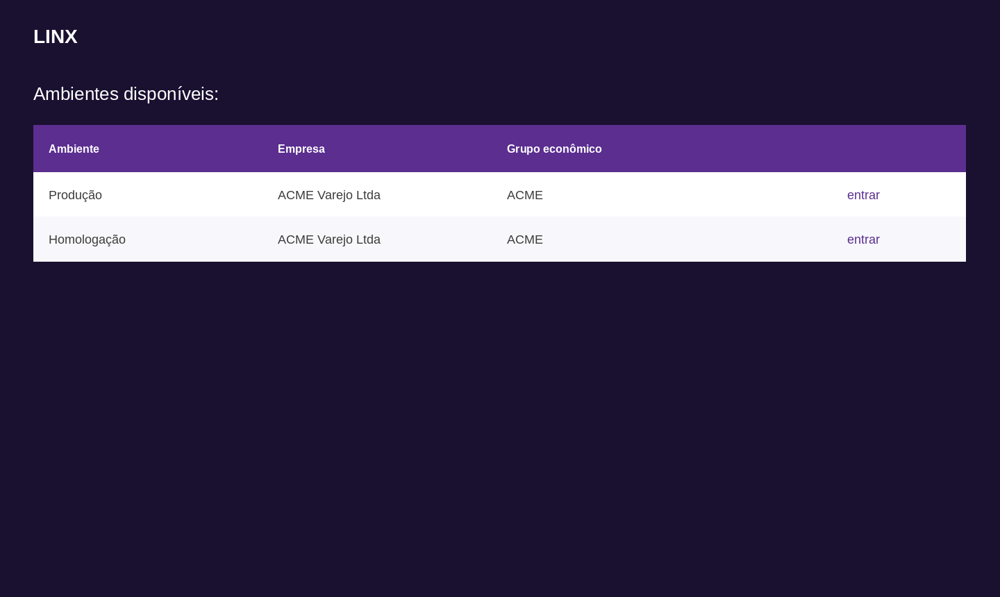 LINX
Ambientes disponíveis:
Ambiente Empresa Grupo econômico
Produção ACME Varejo Ltda ACME entrar
Homologação ACME Varejo Ltda ACME entrar